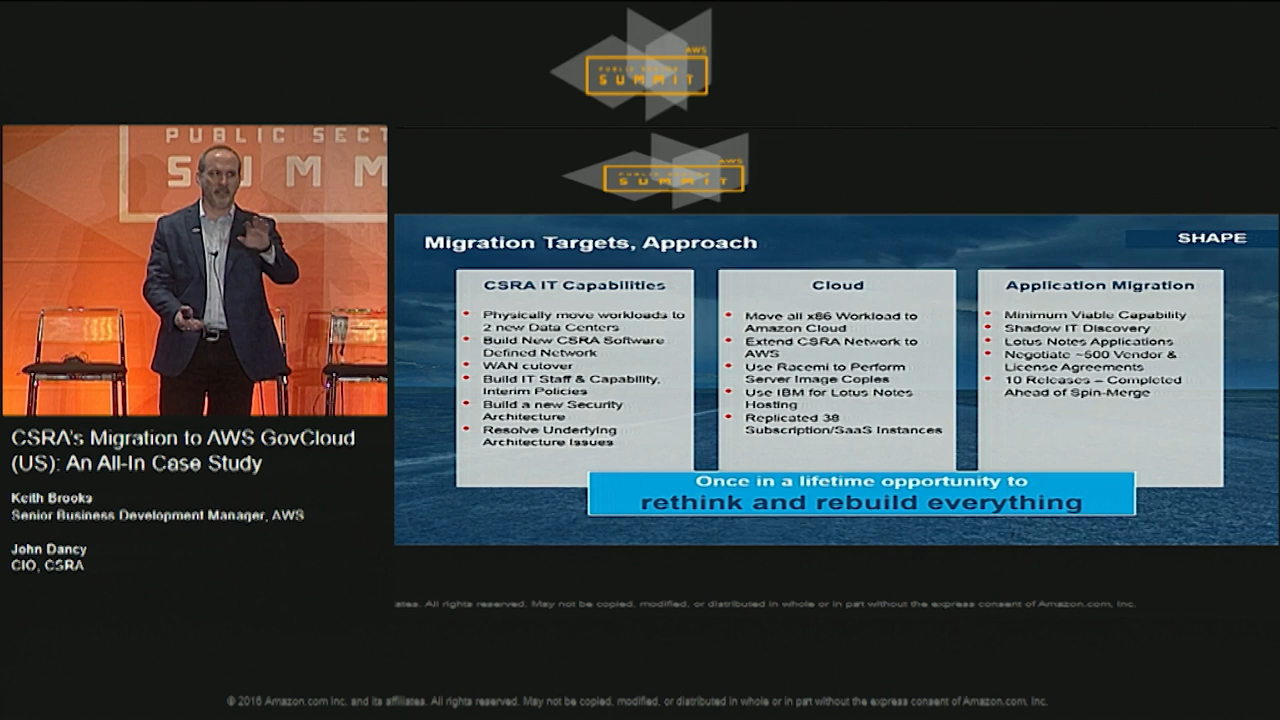 AWS
PUBLIC SECTOR
SUMMIT
AWS
PUBLIC SECTOR
SUMMIT
PUBLIC SECT
SUMM
CSRA's Migration to AWS GovCloud
(US): An All-In Case Study
Keith Brooks
Senior Business Development Manager, AWS
John Dancy
CIO, CSRA
Migration Targets, Approach
SHAPE
CSRA IT Capabilities
• Physically move workloads to
2 new Data Centers
• Build New CSRA Software
Defined Network
• WAN cutover
• Build IT Staff & Capability,
Interim Policies
• Build a new Security
Architecture
• Resolve Underlying
Architecture Issues
Cloud
• Move all x86 Workload to
Amazon Cloud
• Extend CSRA Network to
AWS
• Use Racemi to Perform
Server Image Copies
• Use IBM for Lotus Notes
Hosting
• Replicated 38
Subscription/SaaS Instances
Application Migration
• Minimum Viable Capability
• Shadow IT Discovery
• Lotus Notes Applications
• Negotiate ~500 Vendor &
License Agreements
• 10 Releases – Completed
Ahead of Spin-Merge
Once in a lifetime opportunity to
rethink and rebuild everything
ates. All rights reserved. May not be copied, modified, or distributed in whole or in part without the express consent of Amazon.com, Inc.
© 2016 Amazon.com Inc. and its affiliates. All rights reserved. May not be copied, modified, or distributed in whole or in part without the express consent of Amazon.com, Inc.